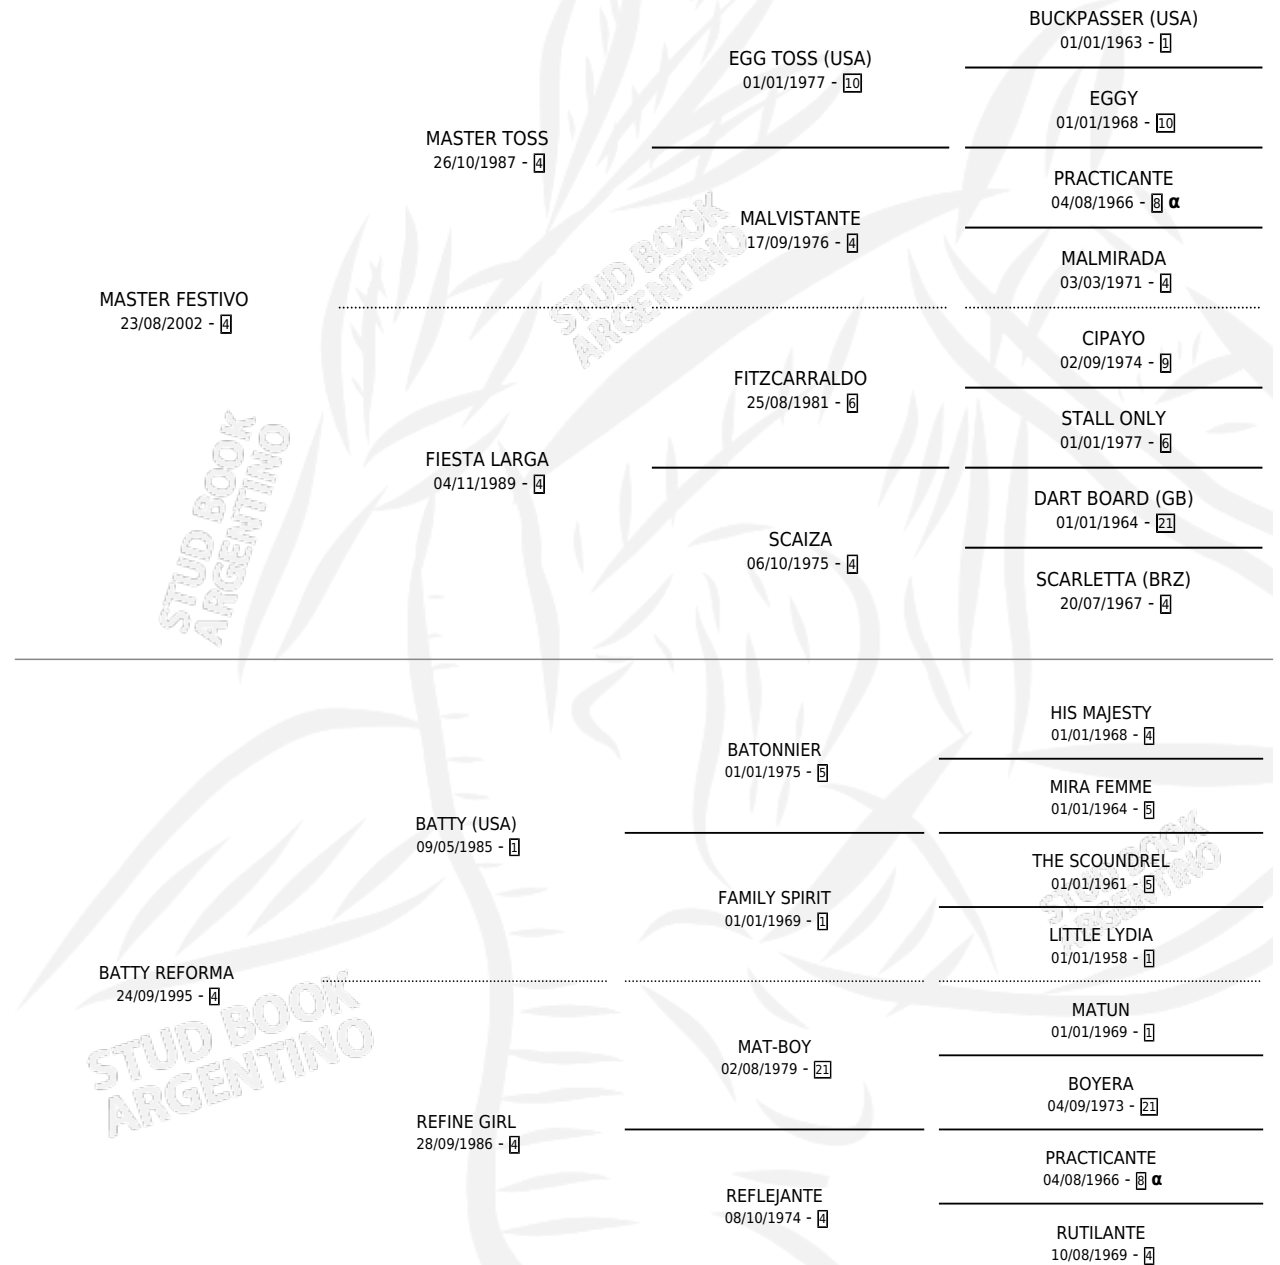 BUCKPASSER (USA)
01/01/1963 - 1
EGG TOSS (USA)
01/01/1977 - 10
EGGY
01/01/1968 - 10
MASTER TOSS
26/10/1987 - 4
PRACTICANTE
04/08/1966 - 8 α
MALVISTANTE
17/09/1976 - 4
MALMIRADA
03/03/1971 - 4
MASTER FESTIVO
23/08/2002 - 4
CIPAYO
02/09/1974 - 9
FITZCARRALDO
25/08/1981 - 6
STALL ONLY
01/01/1977 - 6
FIESTA LARGA
04/11/1989 - 4
DART BOARD (GB)
01/01/1964 - 21
SCAIZA
06/10/1975 - 4
SCARLETTA (BRZ)
20/07/1967 - 4
STUD BOOK
ARGENTINO
STUD BOOK
ARGENTINO
HIS MAJESTY
01/01/1968 - 4
BATONNIER
01/01/1975 - 5
MIRA FEMME
01/01/1964 - 5
BATTY (USA)
09/05/1985 - 1
THE SCOUNDREL
01/01/1961 - 5
FAMILY SPIRIT
01/01/1969 - 1
LITTLE LYDIA
01/01/1958 - 1
BATTY REFORMA
24/09/1995 - 4
MATUN
01/01/1969 - 1
MAT-BOY
02/08/1979 - 21
BOYERA
04/09/1973 - 21
REFINE GIRL
28/09/1986 - 4
PRACTICANTE
04/08/1966 - 8 α
REFLEJANTE
08/10/1974 - 4
RUTILANTE
10/08/1969 - 4
STUD BOOK
ARGENTINO
STUD BOOK
ARGENTINO